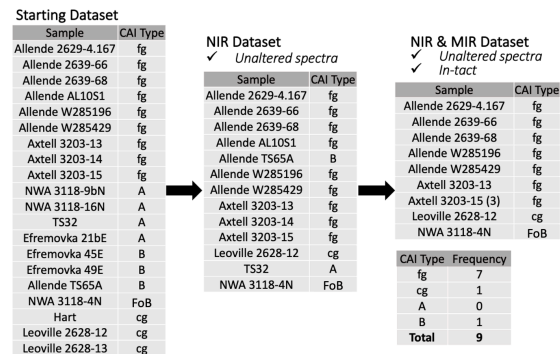 Starting Dataset
Sample CAI Type
Allende 2629-4.167 fg
Allende 2639-66 fg
Allende 2639-68 fg
Allende AL10S1 fg
Allende W285196 fg
Allende W285429 fg
Axtell 3203-13 fg
Axtell 3203-14 fg
Axtell 3203-15 fg
NWA 3118-9bN A
NWA 3118-16N A
TS32 A
Efremovka 21bE A
Efremovka 45E B
Efremovka 49E B
Allende TS65A B
NWA 3118-4N FoB
Hart cg
Leoville 2628-12 cg
Leoville 2628-13 cg
NIR Dataset
✓ Unaltered spectra
Sample CAI Type
Allende 2629-4.167 fg
Allende 2639-66 fg
Allende 2639-68 fg
Allende AL10S1 fg
Allende TS65A B
Allende W285196 fg
Allende W285429 fg
Axtell 3203-13 fg
Axtell 3203-14 fg
Axtell 3203-15 fg
Leoville 2628-12 cg
TS32 A
NWA 3118-4N FoB
NIR & MIR Dataset
✓ Unaltered spectra
✓ In-tact
Sample CAI Type
Allende 2629-4.167 fg
Allende 2639-66 fg
Allende 2639-68 fg
Allende W285196 fg
Allende W285429 fg
Axtell 3203-13 fg
Axtell 3203-15 (3) fg
Leoville 2628-12 cg
NWA 3118-4N FoB
CAI Type Frequency
fg 7
cg 1
A 0
B 1
Total 9